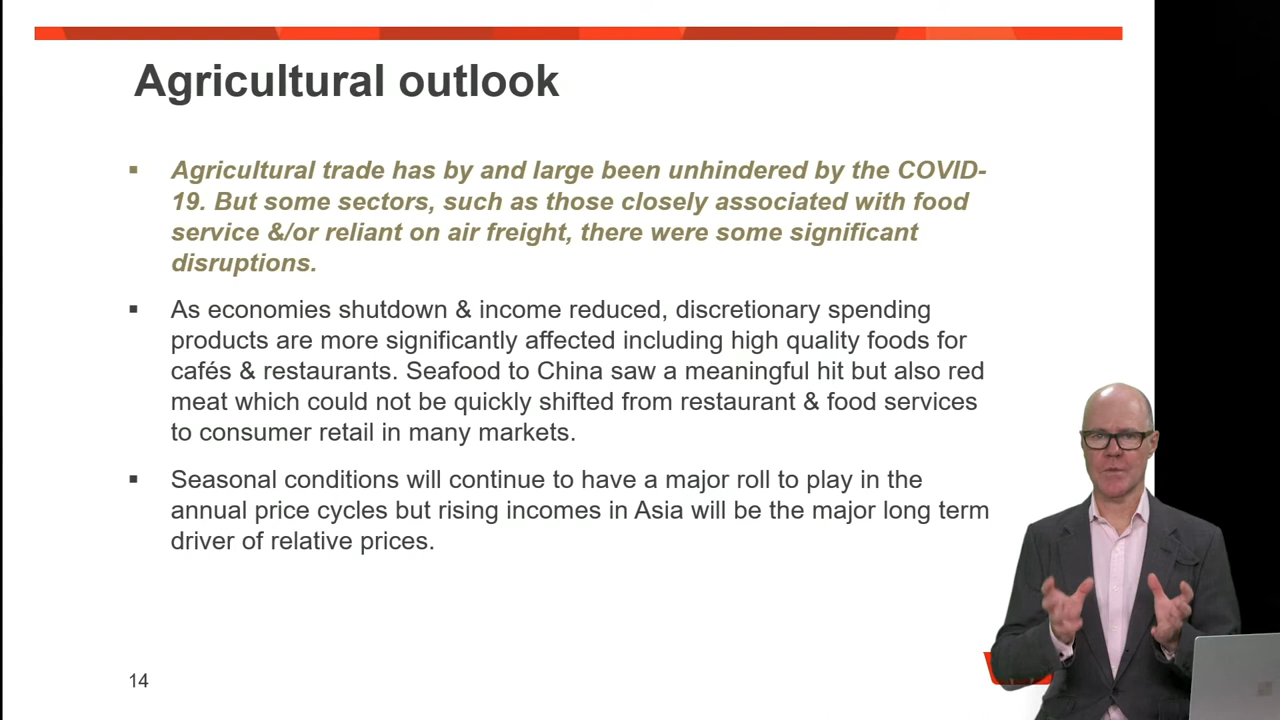 Agricultural outlook
▪ Agricultural trade has by and large been unhindered by the COVID-
19. But some sectors, such as those closely associated with food
service &/or reliant on air freight, there were some significant
disruptions.
▪ As economies shutdown & income reduced, discretionary spending
products are more significantly affected including high quality foods for
cafés & restaurants. Seafood to China saw a meaningful hit but also red
meat which could not be quickly shifted from restaurant & food services
to consumer retail in many markets.
▪ Seasonal conditions will continue to have a major roll to play in the
annual price cycles but rising incomes in Asia will be the major long term
driver of relative prices.
14